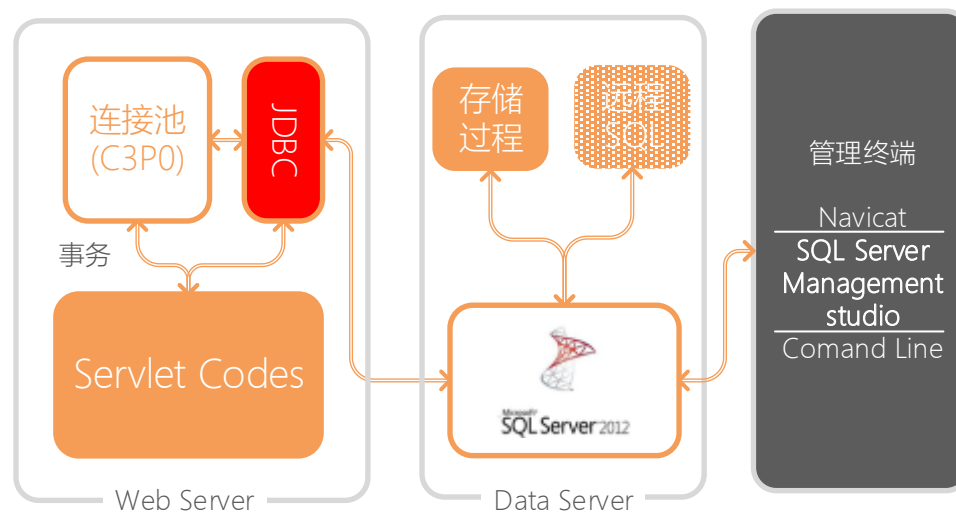 连接池
(C3P0)
JDBC
事务
Servlet Codes
Web Server
存储
过程
远程
SQL
Microsoft
SQL Server 2012
Data Server
管理终端
Navicat
SQL Server
Management
studio
Comand Line